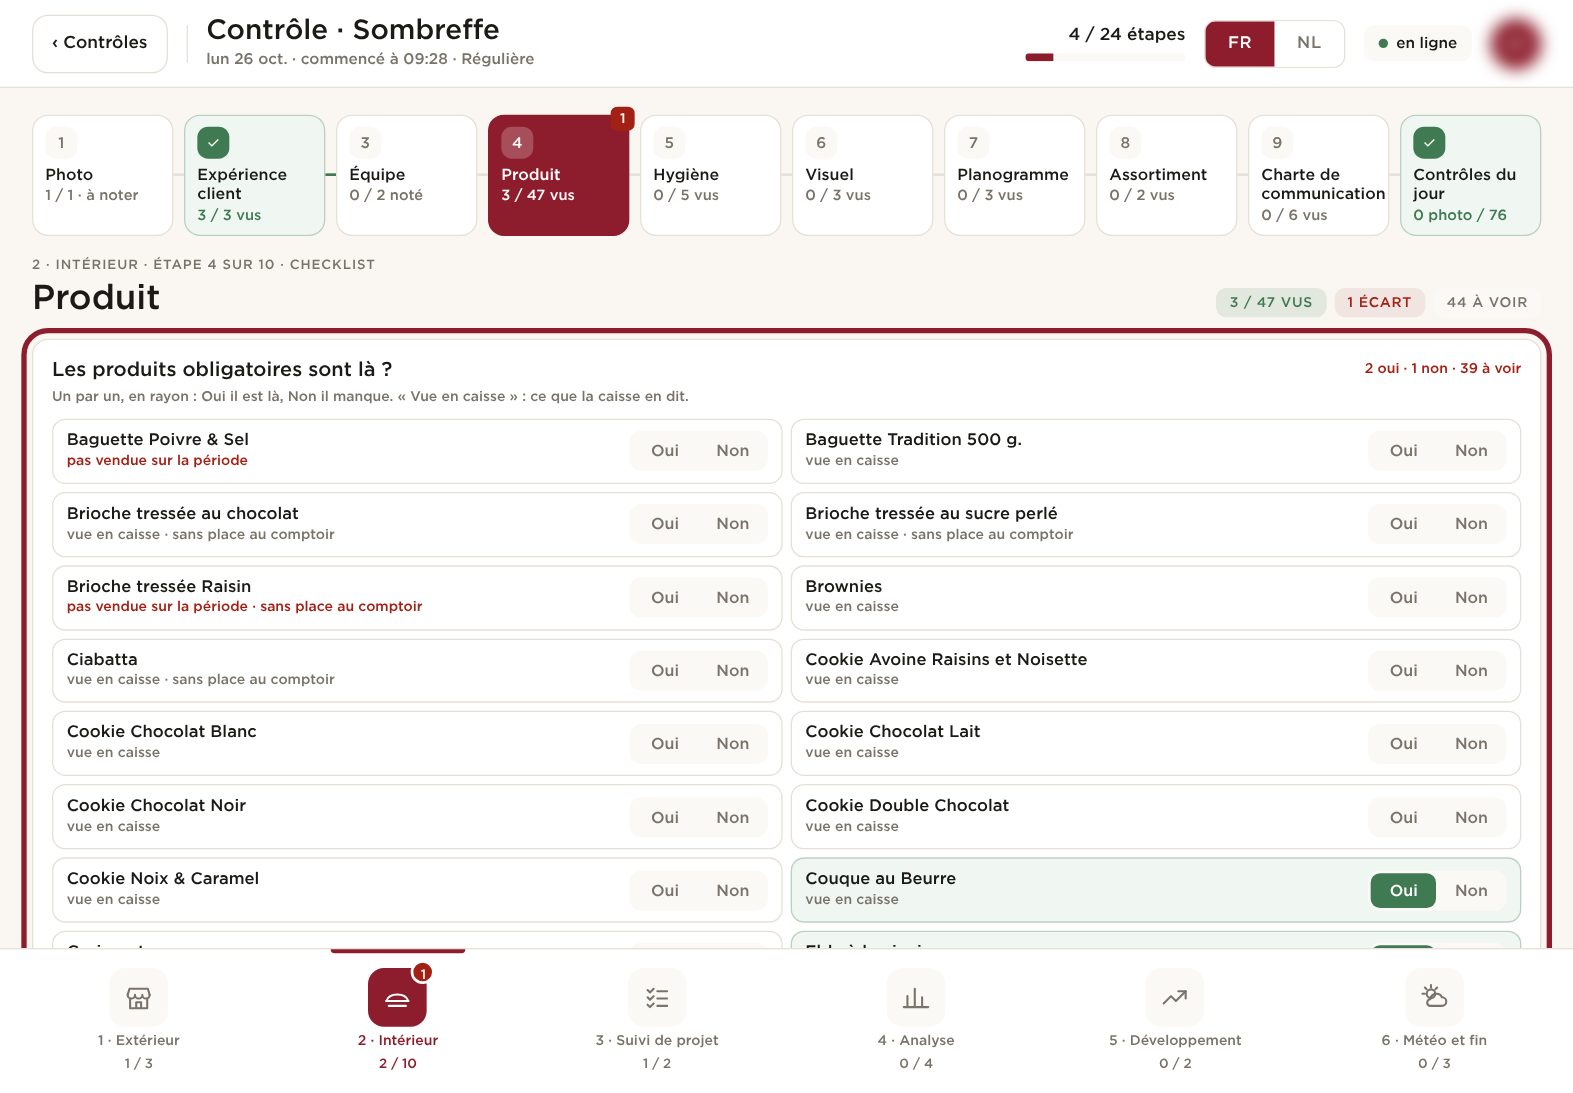 ‹ Contrôles
Contrôle · Sombreffe
lun 26 oct. · commencé à 09:28 · Régulière
4 / 24 étapes
FR
NL
en ligne
1
Photo
1 / 1 · à noter
Expérience
client
3 / 3 vus
3
Équipe
0 / 2 noté
1
4
Produit
3 / 47 vus
5
Hygiène
0 / 5 vus
6
Visuel
0 / 3 vus
7
Planogramme
0 / 3 vus
8
Assortiment
0 / 2 vus
9
Charte de
communication
0 / 6 vus
Contrôles du
jour
0 photo / 76
2 · INTÉRIEUR · ÉTAPE 4 SUR 10 · CHECKLIST
Produit
3 / 47 VUS
1 ÉCART
44 À VOIR
Les produits obligatoires sont là ?
2 oui · 1 non · 39 à voir
Un par un, en rayon : Oui il est là, Non il manque. « Vue en caisse » : ce que la caisse en dit.
Baguette Poivre & Sel
pas vendue sur la période
Oui Non
Baguette Tradition 500 g.
vue en caisse
Oui Non
Brioche tressée au chocolat
vue en caisse · sans place au comptoir
Oui Non
Brioche tressée au sucre perlé
vue en caisse · sans place au comptoir
Oui Non
Brioche tressée Raisin
pas vendue sur la période · sans place au comptoir
Oui Non
Brownies
vue en caisse
Oui Non
Ciabatta
vue en caisse · sans place au comptoir
Oui Non
Cookie Avoine Raisins et Noisette
vue en caisse
Oui Non
Cookie Chocolat Blanc
vue en caisse
Oui Non
Cookie Chocolat Lait
vue en caisse
Oui Non
Cookie Chocolat Noir
vue en caisse
Oui Non
Cookie Double Chocolat
vue en caisse
Oui Non
Cookie Noix & Caramel
vue en caisse
Oui Non
Couque au Beurre
vue en caisse
Oui Non
1 · Extérieur
1 / 3
1
2 · Intérieur
2 / 10
3 · Suivi de projet
1 / 2
4 · Analyse
0 / 4
5 · Développement
0 / 2
6 · Météo et fin
0 / 3